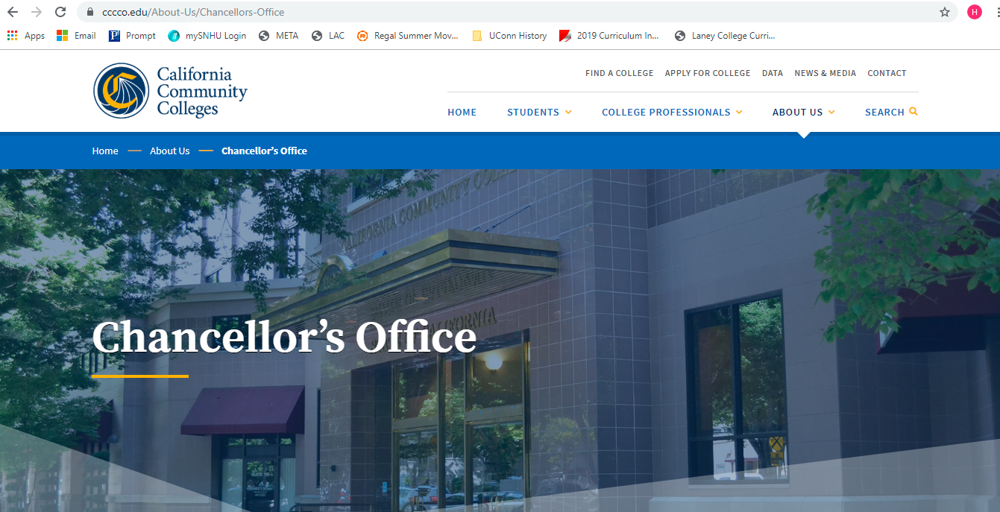 cccco.edu/About-Us/Chancellors-Office
H
Apps Email Prompt mySNHU Login META LAC Regal Summer Mov... UConn History 2019 Curriculum In... Laney College Curri...
California
Community
Colleges
FIND A COLLEGE APPLY FOR COLLEGE DATA NEWS & MEDIA CONTACT
HOME STUDENTS COLLEGE PROFESSIONALS ABOUT US SEARCH
Home — About Us — Chancellor's Office
CALIFORNIA COMMUNITY COLLE
CALIFORNIA
Chancellor's Office
SUITE